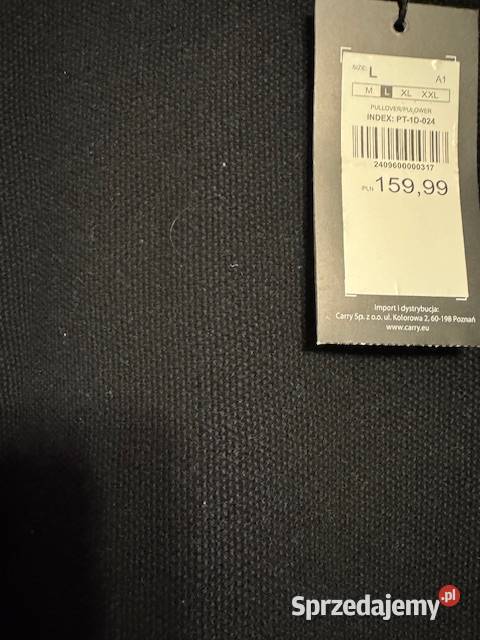 SIZE: L A1
M L XL XXL
PULLOVER/PULOWER
INDEX: PT-1D-024
2409600000317
PLN 159,99
Import i dystrybucja:
Carry Sp. z o.o. ul. Kolorowa 2, 60-198 Poznań
www.carry.eu
Sprzedajemy.pl